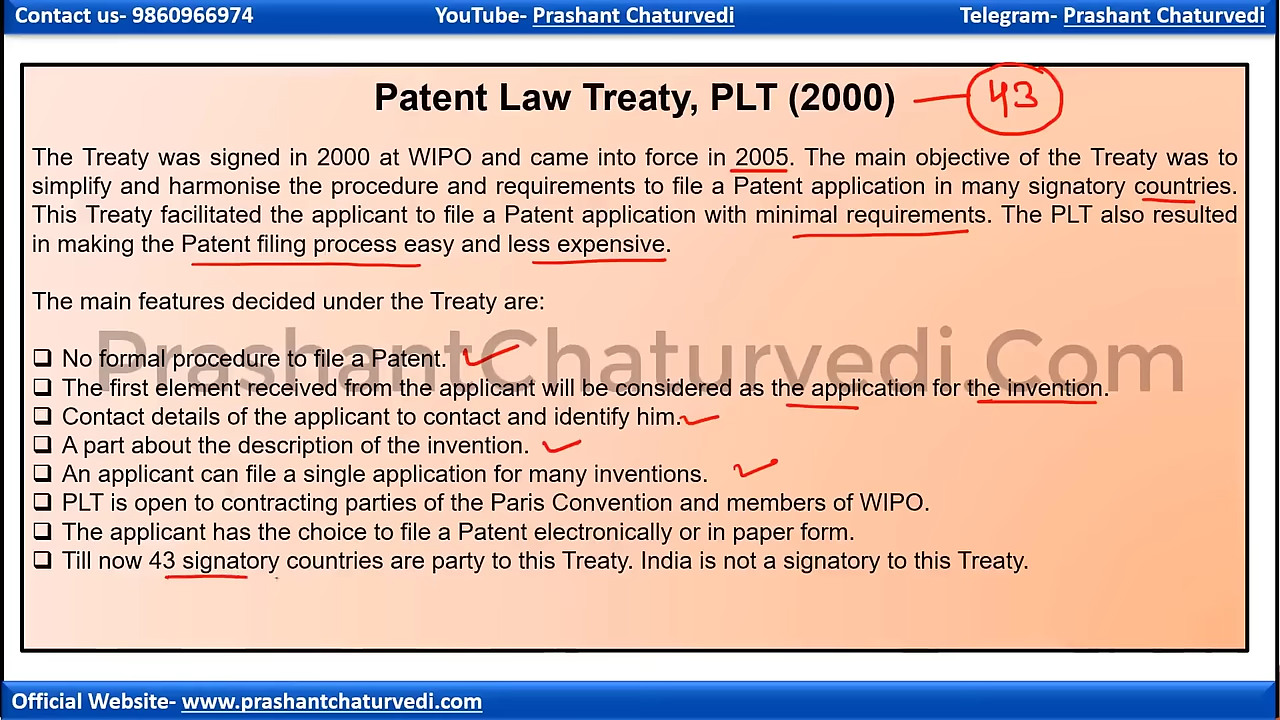 Contact us- 9860966974 YouTube- Prashant Chaturvedi Telegram- Prashant Chaturvedi
Patent Law Treaty, PLT (2000) 43
The Treaty was signed in 2000 at WIPO and came into force in 2005. The main objective of the Treaty was to
simplify and harmonise the procedure and requirements to file a Patent application in many signatory countries.
This Treaty facilitated the applicant to file a Patent application with minimal requirements. The PLT also resulted
in making the Patent filing process easy and less expensive.
The main features decided under the Treaty are:
PrashantChaturvedi.Com
❑ No formal procedure to file a Patent.
❑ The first element received from the applicant will be considered as the application for the invention.
❑ Contact details of the applicant to contact and identify him.
❑ A part about the description of the invention.
❑ An applicant can file a single application for many inventions.
❑ PLT is open to contracting parties of the Paris Convention and members of WIPO.
❑ The applicant has the choice to file a Patent electronically or in paper form.
❑ Till now 43 signatory countries are party to this Treaty. India is not a signatory to this Treaty.
Official Website- www.prashantchaturvedi.com